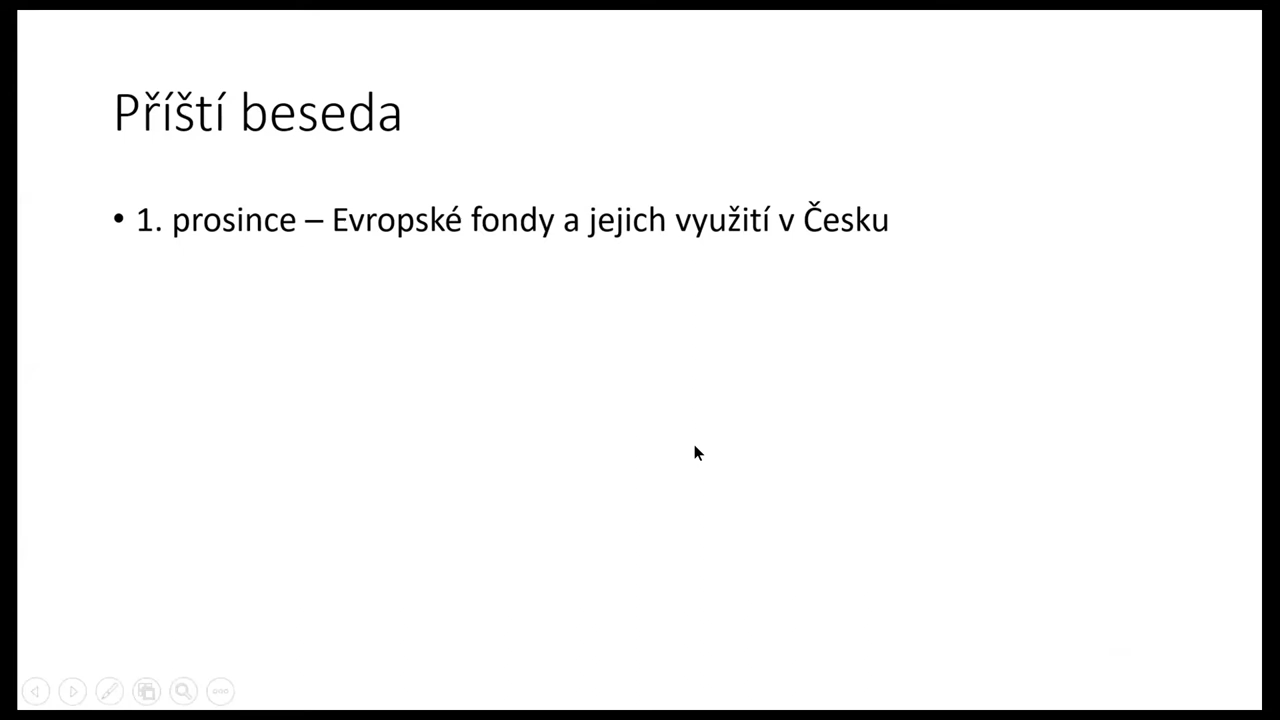 Příští beseda
• 1. prosince – Evropské fondy a jejich využití v Česku